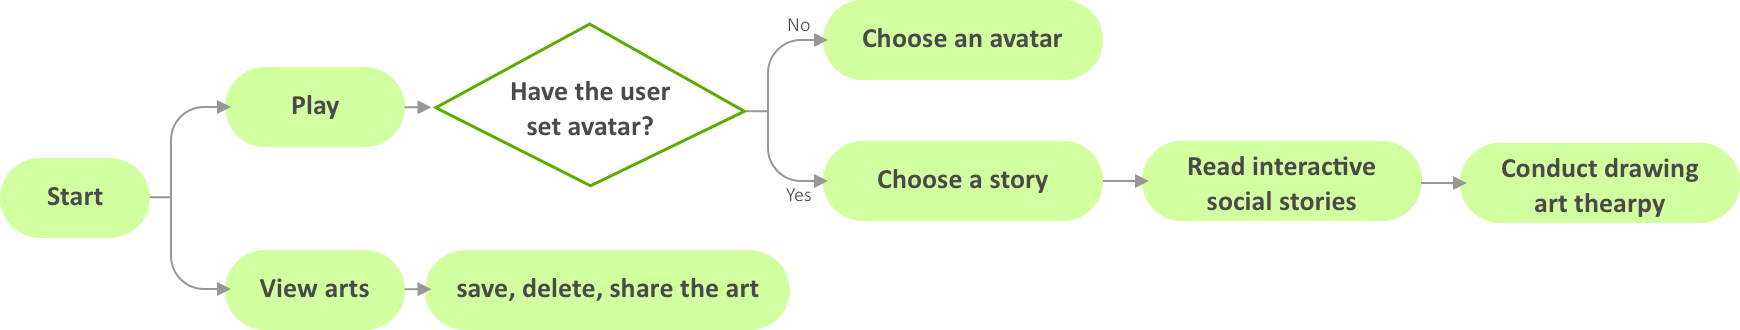 Start
Play
Have the user
set avatar?
No
Choose an avatar
Yes
Choose a story
Read interactive
social stories
Conduct drawing
art thearpy
View arts
save, delete, share the art